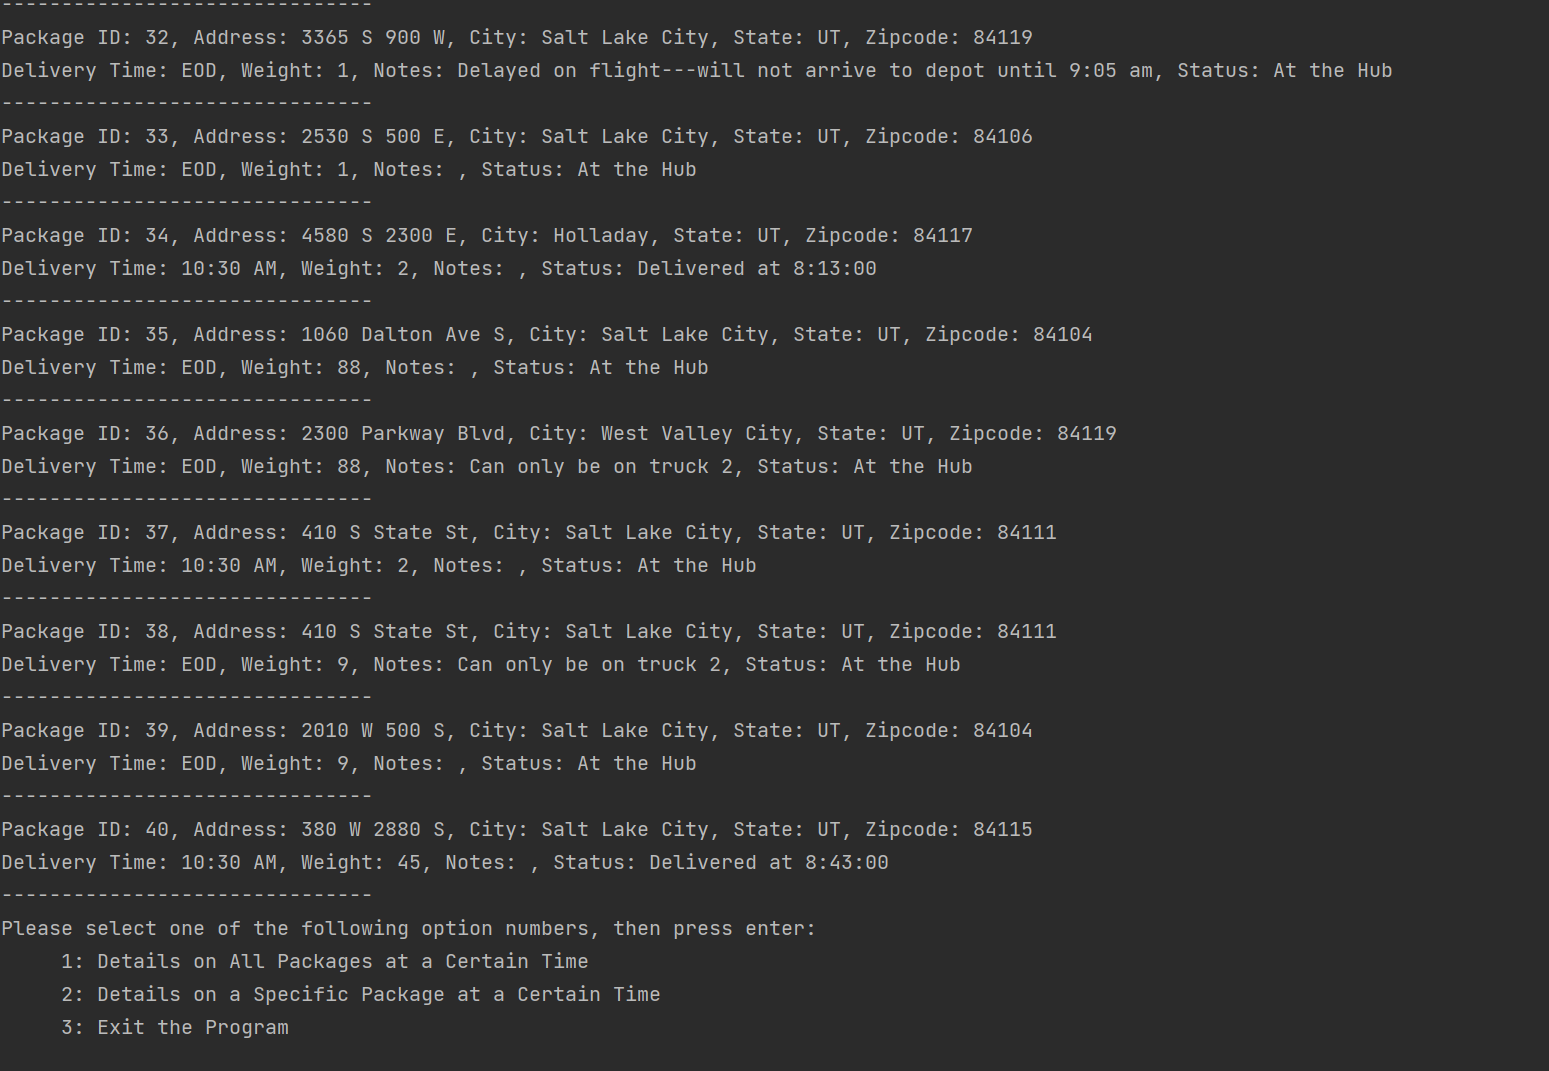 -------------------------------
Package ID: 32, Address: 3365 S 900 W, City: Salt Lake City, State: UT, Zipcode: 84119
Delivery Time: EOD, Weight: 1, Notes: Delayed on flight---will not arrive to depot until 9:05 am, Status: At the Hub
-------------------------------
Package ID: 33, Address: 2530 S 500 E, City: Salt Lake City, State: UT, Zipcode: 84106
Delivery Time: EOD, Weight: 1, Notes: , Status: At the Hub
-------------------------------
Package ID: 34, Address: 4580 S 2300 E, City: Holladay, State: UT, Zipcode: 84117
Delivery Time: 10:30 AM, Weight: 2, Notes: , Status: Delivered at 8:13:00
-------------------------------
Package ID: 35, Address: 1060 Dalton Ave S, City: Salt Lake City, State: UT, Zipcode: 84104
Delivery Time: EOD, Weight: 88, Notes: , Status: At the Hub
-------------------------------
Package ID: 36, Address: 2300 Parkway Blvd, City: West Valley City, State: UT, Zipcode: 84119
Delivery Time: EOD, Weight: 88, Notes: Can only be on truck 2, Status: At the Hub
-------------------------------
Package ID: 37, Address: 410 S State St, City: Salt Lake City, State: UT, Zipcode: 84111
Delivery Time: 10:30 AM, Weight: 2, Notes: , Status: At the Hub
-------------------------------
Package ID: 38, Address: 410 S State St, City: Salt Lake City, State: UT, Zipcode: 84111
Delivery Time: EOD, Weight: 9, Notes: Can only be on truck 2, Status: At the Hub
-------------------------------
Package ID: 39, Address: 2010 W 500 S, City: Salt Lake City, State: UT, Zipcode: 84104
Delivery Time: EOD, Weight: 9, Notes: , Status: At the Hub
-------------------------------
Package ID: 40, Address: 380 W 2880 S, City: Salt Lake City, State: UT, Zipcode: 84115
Delivery Time: 10:30 AM, Weight: 45, Notes: , Status: Delivered at 8:43:00
-------------------------------
Please select one of the following option numbers, then press enter:
     1: Details on All Packages at a Certain Time
     2: Details on a Specific Package at a Certain Time
     3: Exit the Program